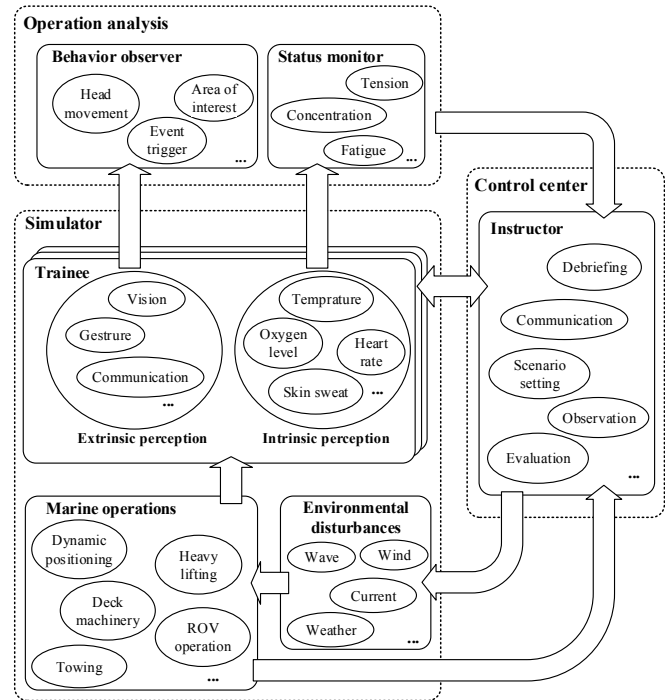 Operation analysis
Behavior observer
Head
movement
Area of
interest
Event
trigger
...
Status monitor
Tension
Concentration
Fatigue
...
Control center
Instructor
Debriefing
Communication
Scenario
setting
Observation
Evaluation
...
Simulator
Trainee
Vision
Gestrure
Communication
...
Extrinsic perception
Temprature
Oxygen
level
Heart
rate
Skin sweat
...
Intrinsic perception
Marine operations
Dynamic
positioning
Heavy
lifting
Deck
machinery
ROV
operation
Towing
...
Environmental
disturbances
Wave
Wind
Current
Weather
...